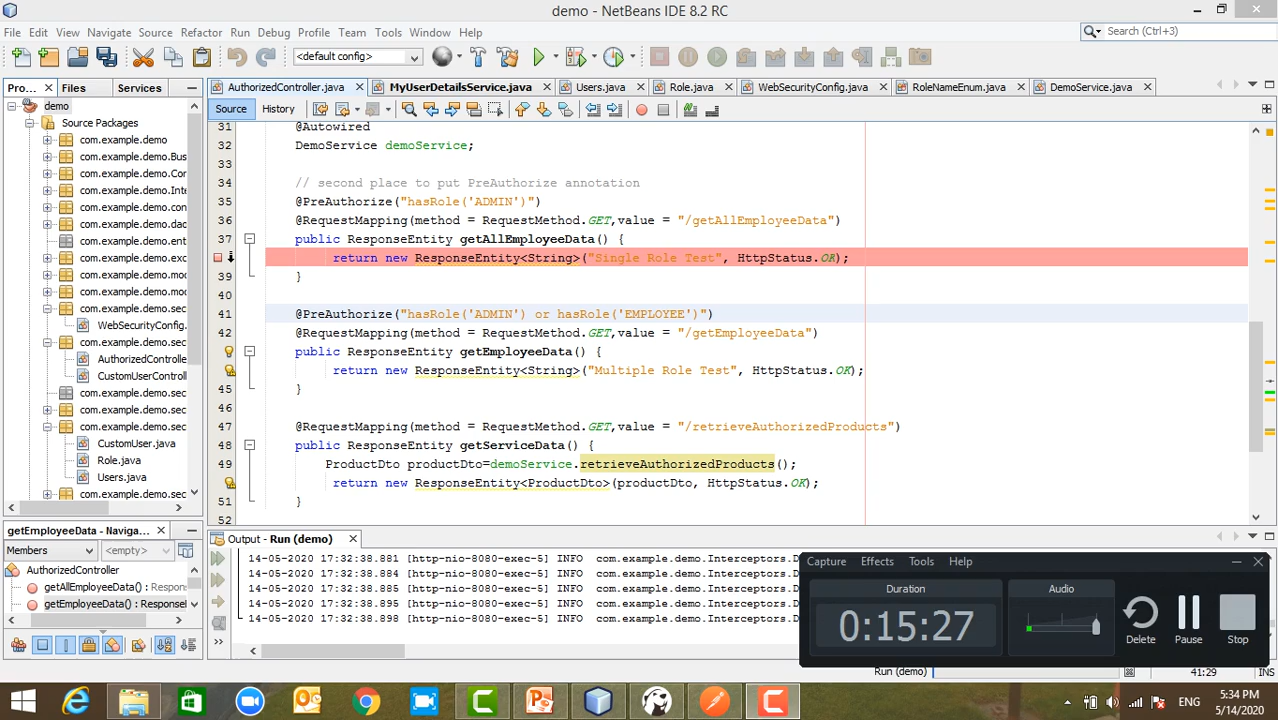 demo - NetBeans IDE 8.2 RC
File Edit View Navigate Source Refactor Run Debug Profile Team Tools Window Help
Search (Ctrl+3)
<default config>
Pro... Files Services
AuthorizedController.java MyUserDetailsService.java Users.java Role.java WebSecurityConfig.java RoleNameEnum.java DemoService.java
Source History
demo
Source Packages
com.example.demo
com.example.demo.Bus
com.example.demo.Con
com.example.demo.Inte
com.example.demo.con
com.example.demo.dac
com.example.demo.ent
com.example.demo.exc
com.example.demo.mod
com.example.demo.mod
com.example.demo.sec
WebSecurityConfig.
com.example.demo.sec
AuthorizedControlle
CustomUserControl
com.example.demo.sec
com.example.demo.sec
com.example.demo.sec
CustomUser.java
Role.java
Users.java
com.example.demo.sec
31 @Autowired
32 DemoService demoService;
33
34 // second place to put PreAuthorize annotation
35 @PreAuthorize("hasRole('ADMIN')")
36 @RequestMapping(method = RequestMethod.GET,value = "/getAllEmployeeData")
37 public ResponseEntity getAllEmployeeData() {
return new ResponseEntity<String>("Single Role Test", HttpStatus.OK);
39 }
40
41 @PreAuthorize("hasRole('ADMIN') or hasRole('EMPLOYEE')")
42 @RequestMapping(method = RequestMethod.GET,value = "/getEmployeeData")
public ResponseEntity getEmployeeData() {
return new ResponseEntity<String>("Multiple Role Test", HttpStatus.OK);
45 }
46
47 @RequestMapping(method = RequestMethod.GET,value = "/retrieveAuthorizedProducts")
48 public ResponseEntity getServiceData() {
49 ProductDto productDto=demoService.retrieveAuthorizedProducts();
return new ResponseEntity<ProductDto>(productDto, HttpStatus.OK);
51 }
52
getEmployeeData - Naviga...
Members <empty>
AuthorizedController
getAllEmployeeData() : Respons
getEmployeeData() : Responsel
Output - Run (demo)
14-05-2020 17:32:38.881 [http-nio-8080-exec-5] INFO com.example.demo.Interceptors.D
14-05-2020 17:32:38.884 [http-nio-8080-exec-5] INFO com.example.demo.Interceptors.D
14-05-2020 17:32:38.885 [http-nio-8080-exec-5] INFO com.example.demo.Interceptors.D
14-05-2020 17:32:38.895 [http-nio-8080-exec-5] INFO com.example.demo.Interceptors.D
14-05-2020 17:32:38.898 [http-nio-8080-exec-5] INFO com.example.demo.Interceptors.D
Capture Effects Tools Help
Duration Audio
0:15:27
Delete Pause Stop
Run (demo) 41:29 INS
ENG 5:34 PM
5/14/2020